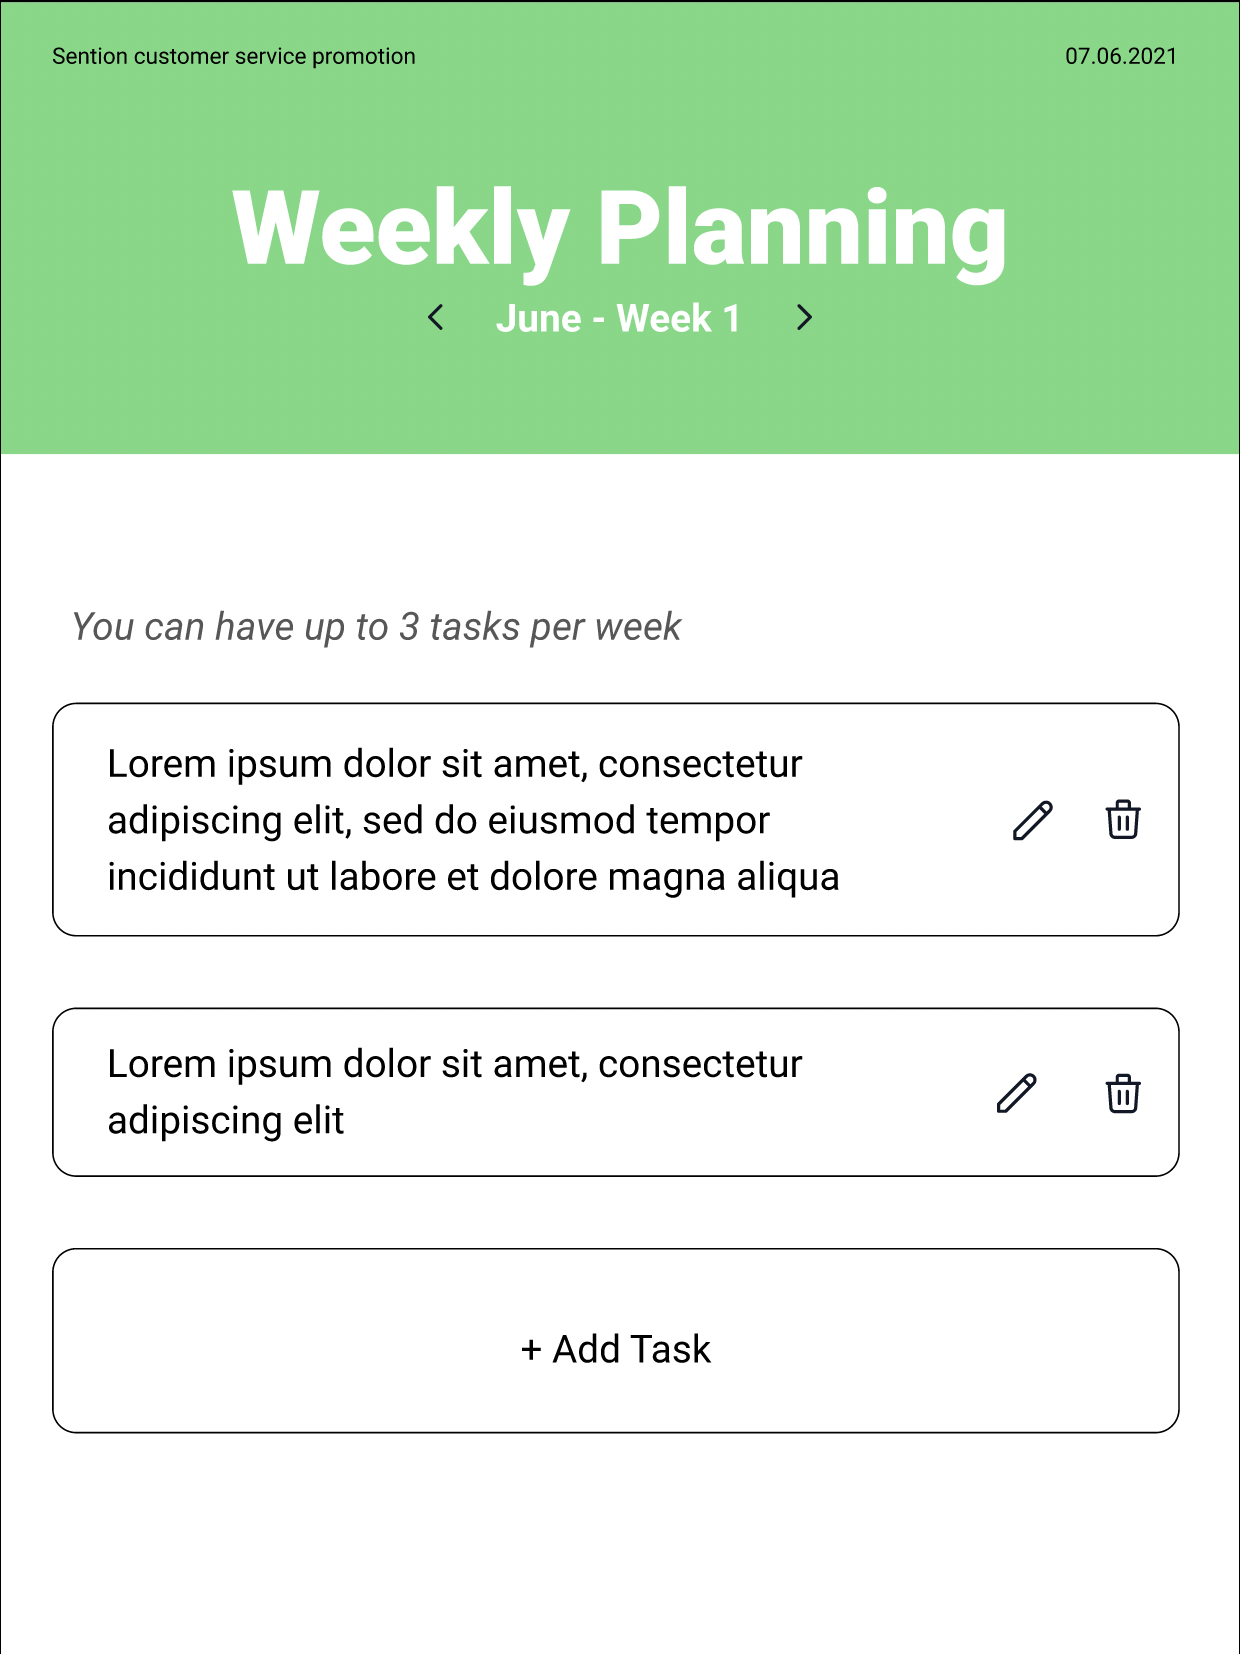 Sention customer service promotion
07.06.2021
Weekly Planning
June - Week 1
You can have up to 3 tasks per week
Lorem ipsum dolor sit amet, consectetur
adipiscing elit, sed do eiusmod tempor
incididunt ut labore et dolore magna aliqua
Lorem ipsum dolor sit amet, consectetur
adipiscing elit
+ Add Task